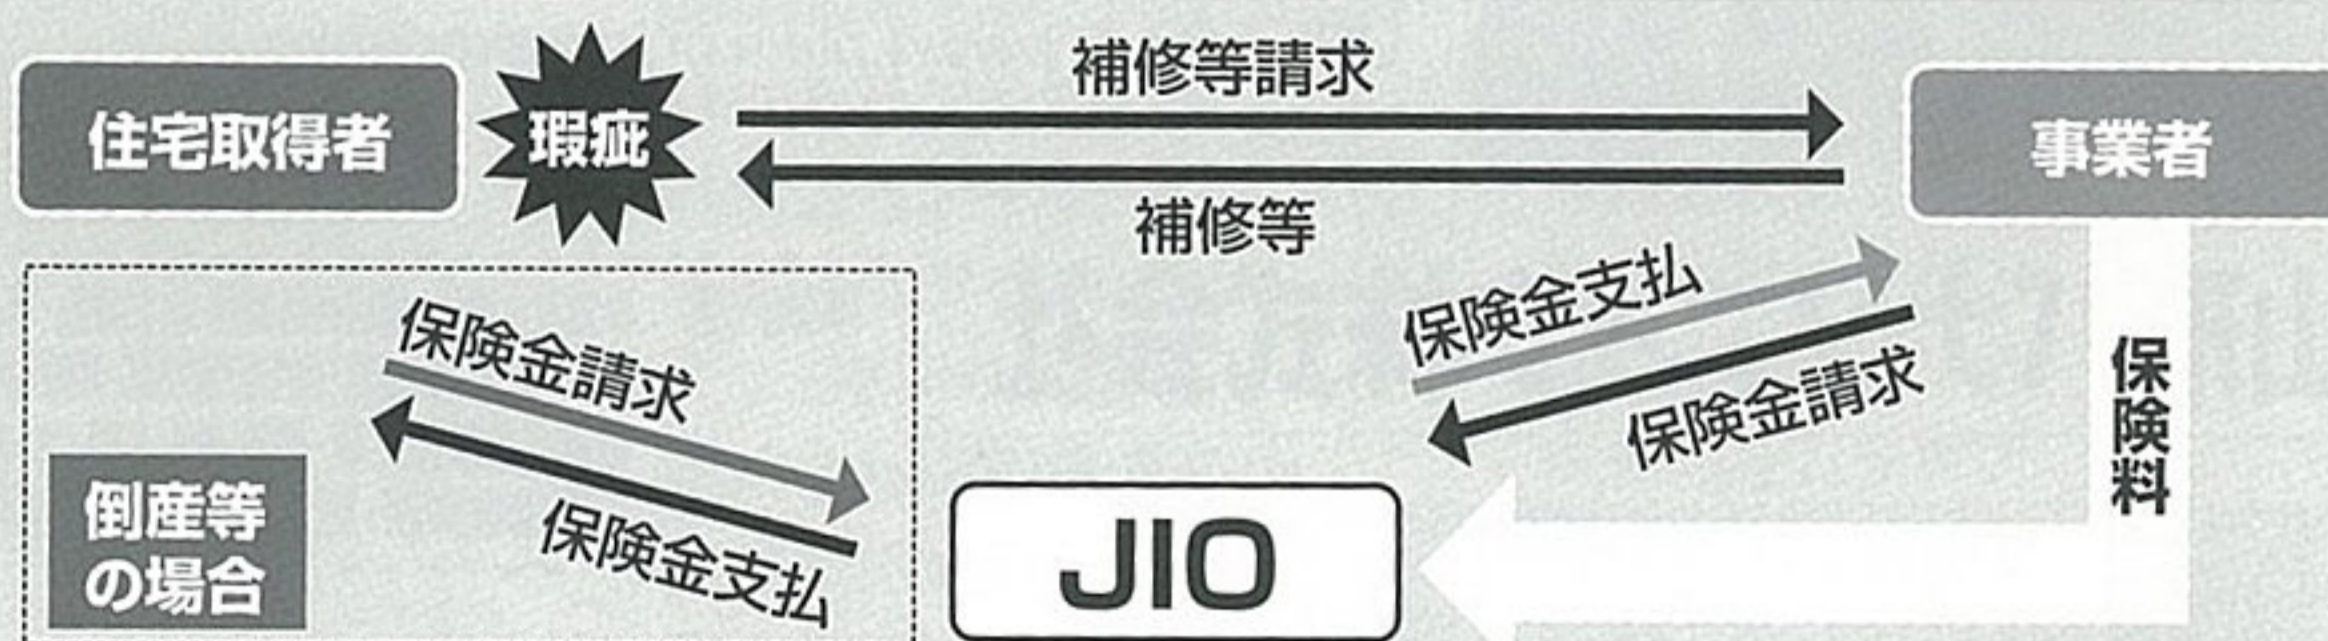 補修等請求
住宅取得者
瑕疵
事業者
補修等
保険金支払
保険金請求
保険金請求
保険金支払
保険料
倒産等
の場合
JIO